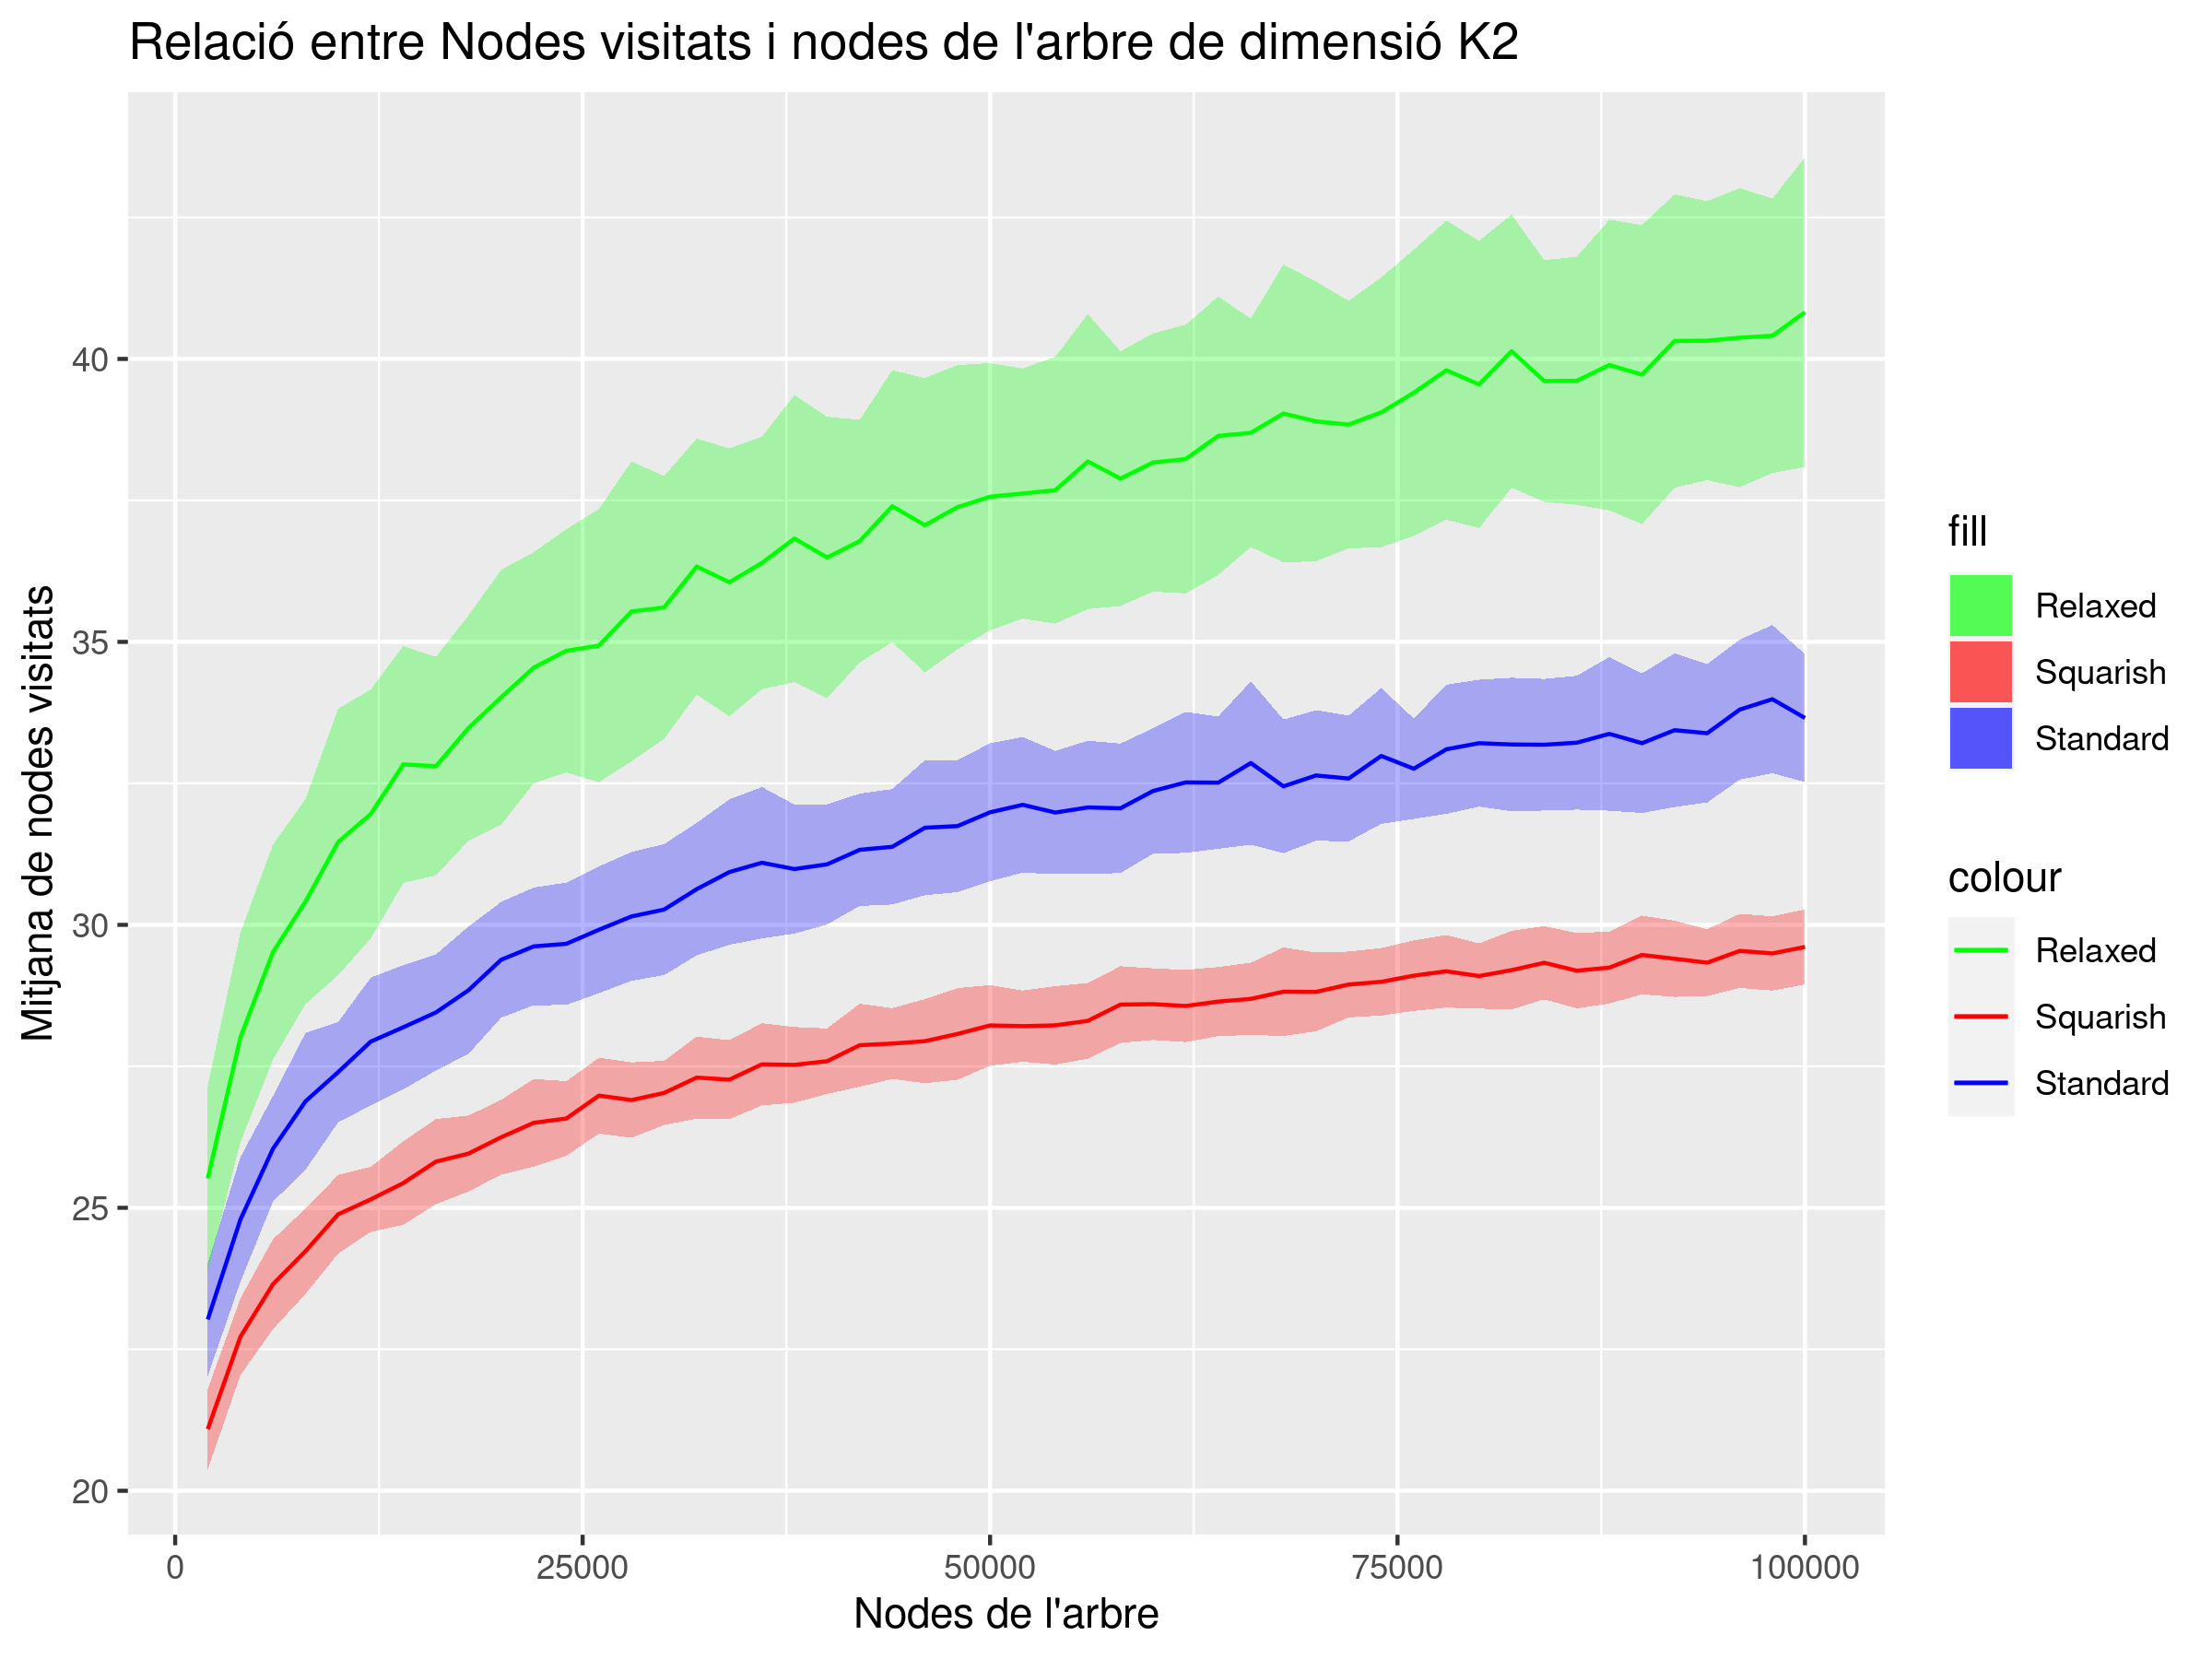 Relació entre Nodes visitats i nodes de l'arbre de dimensió K2
Mitjana de nodes visitats
40
35
30
25
20
0 25000 50000 75000 100000
Nodes de l'arbre
fill
Relaxed
Squarish
Standard
colour
Relaxed
Squarish
Standard